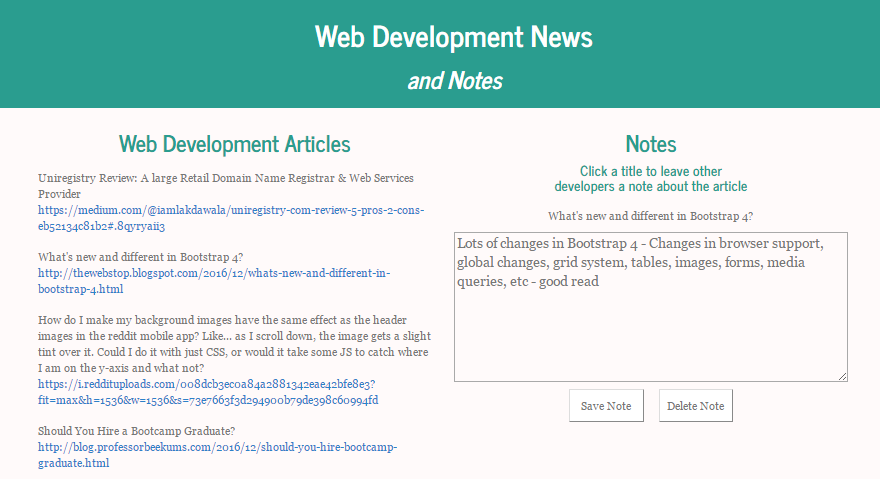 Web Development News
and Notes
Web Development Articles
Uniregistry Review: A large Retail Domain Name Registrar & Web Services
Provider
https://medium.com/@iamlakdawala/uniregistry-com-review-5-pros-2-cons-
eb52134c81b2#.8qyryaii3
What's new and different in Bootstrap 4?
http://thewebstop.blogspot.com/2016/12/whats-new-and-different-in-
bootstrap-4.html
How do I make my background images have the same effect as the header
images in the reddit mobile app? Like... as I scroll down, the image gets a slight
tint over it. Could I do it with just CSS, or would it take some JS to catch where
I am on the y-axis and what not?
https://i.reddituploads.com/008dcb3ec0a84a2881342eae42bfe8e3?
fit=max&h=1536&w=1536&s=73e7663f3d294900b79de398c60994fd
Should You Hire a Bootcamp Graduate?
http://blog.professorbeekums.com/2016/12/should-you-hire-bootcamp-
graduate.html
Notes
Click a title to leave other
developers a note about the article
What's new and different in Bootstrap 4?
Lots of changes in Bootstrap 4 - Changes in browser support,
global changes, grid system, tables, images, forms, media
queries, etc - good read
Save Note
Delete Note